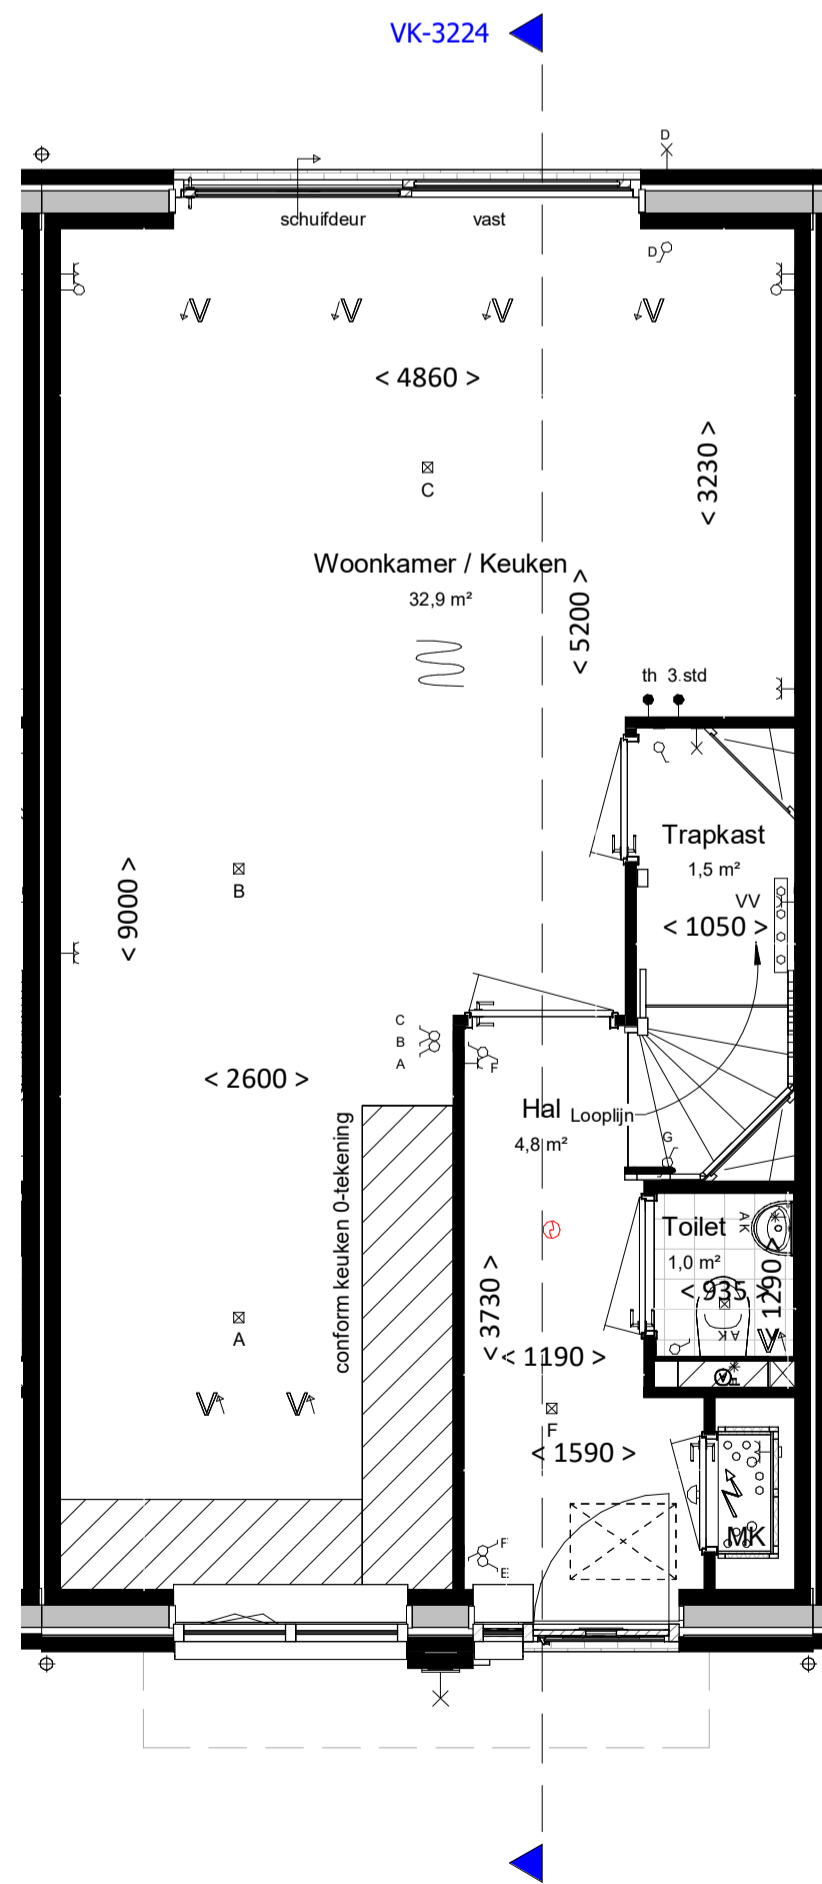 VK-3224
D
schuifdeur
vast
D
V
V
V
V
< 4860 >
< 3230 >
C
Woonkamer / Keuken
32,9 m²
< 5200 >
th 3.std
Trapkast
1,5 m²
VV
< 1050 >
B
< 9000 >
C
B
A
F
< 2600 >
Hal
4,8 m²
Looplijn
G
conform keuken 0-tekening
Toilet
1,0 m²
AK
< 935 >
< 1290 >
AK
V
A
< 3730 >
< 1190 >
V
V
F
< 1590 >
MK
F
E